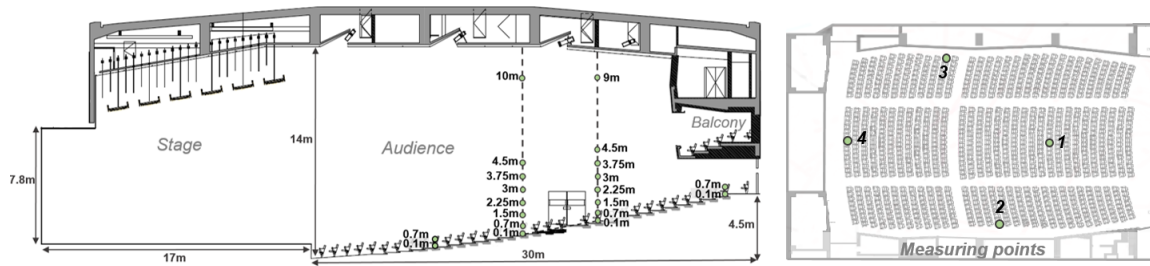 10m
9m
Stage
14m
Audience
Balcony
7.8m
4.5m
3.75m
3m
2.25m
1.5m
0.7m
0.1m
4.5m
3.75m
3m
2.25m
1.5m
0.7m
0.1m
0.7m
0.1m
0.7m
0.1m
4.5m
17m
30m
3
4
1
2
Measuring points